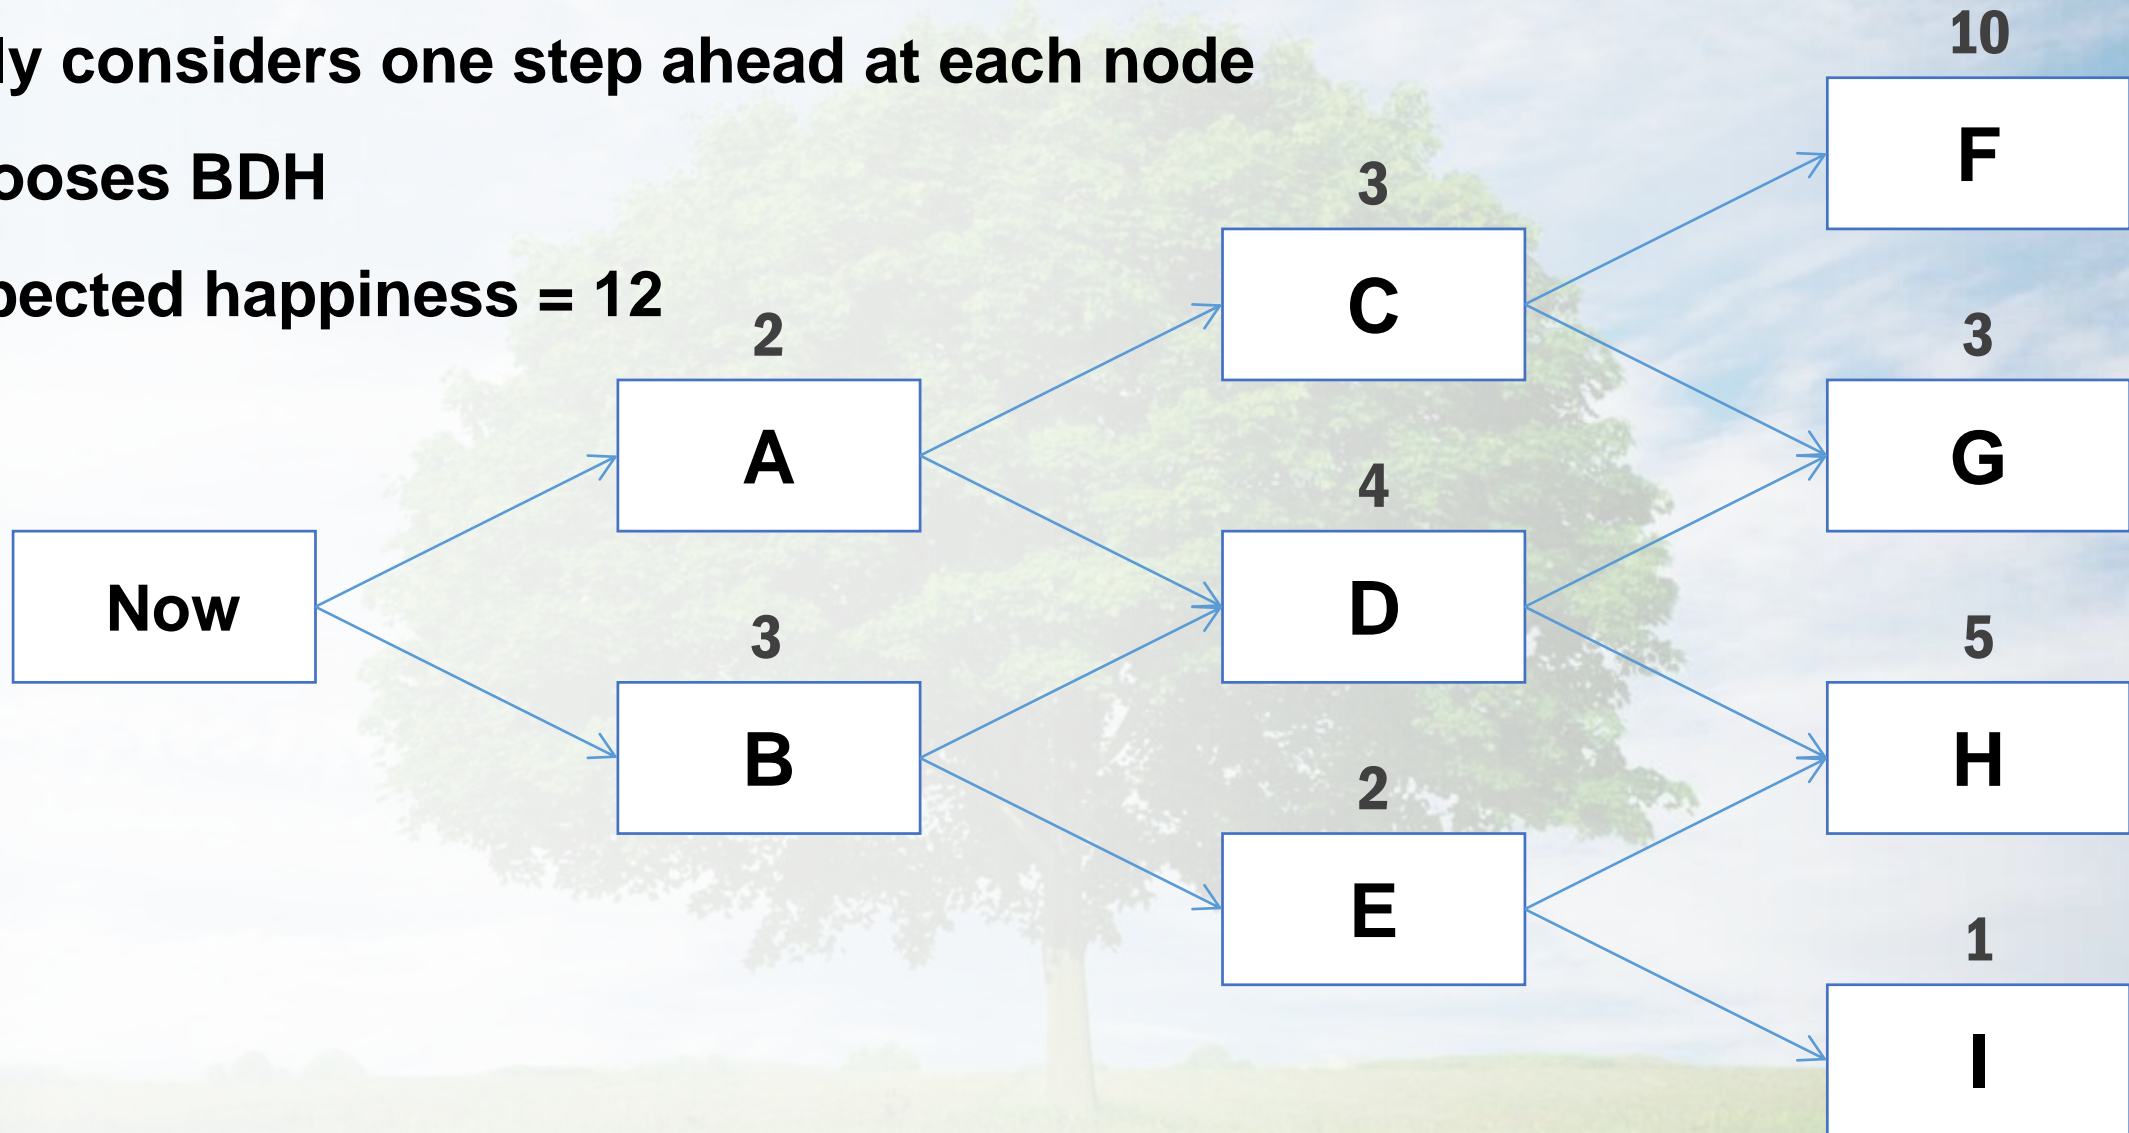 ly considers one step ahead at each node
ooses BDH
pected happiness = 12
10
F
3
C
2
A
3
G
4
D
Now
3
B
5
H
2
E
1
I